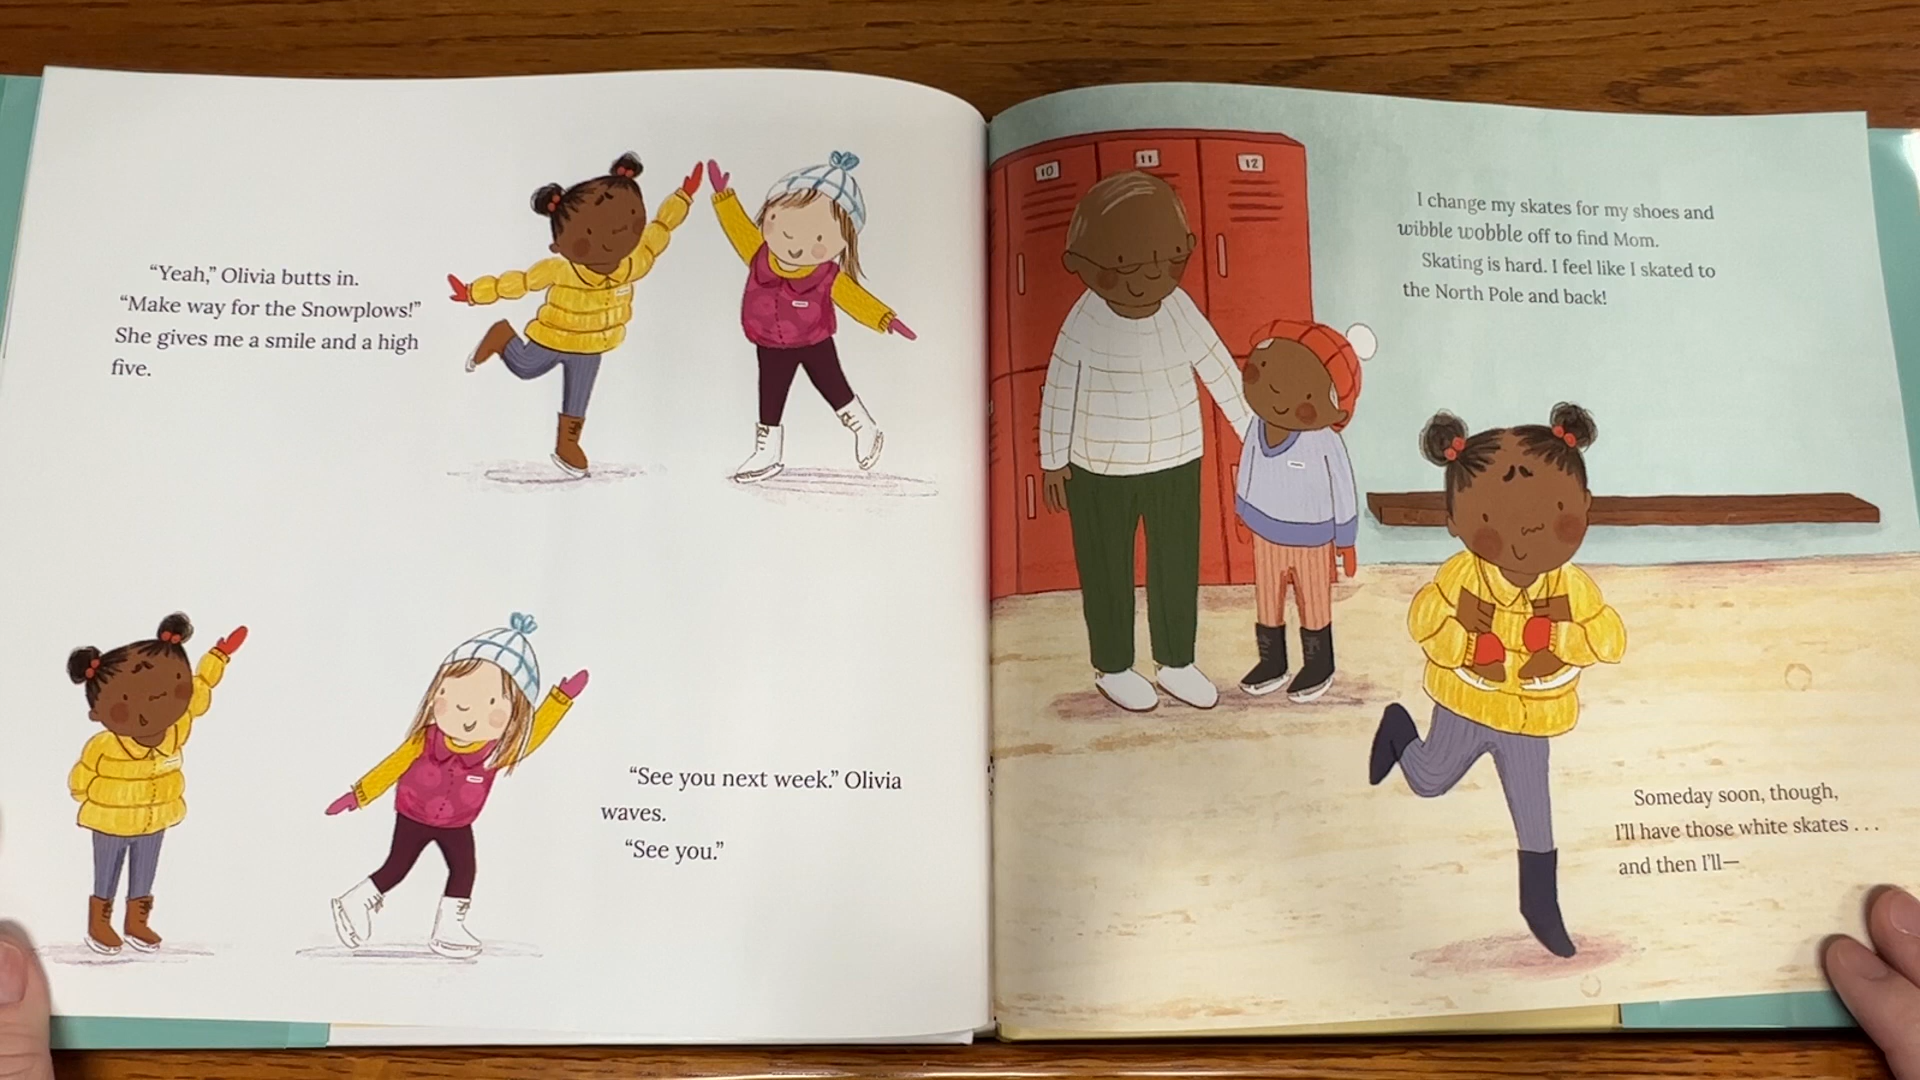 “Yeah,” Olivia butts in.
“Make way for the Snowplows!”
She gives me a smile and a high
five.
“See you next week.” Olivia
waves.
“See you.”
10
11
12
I change my skates for my shoes and
wibble wobble off to find Mom.
Skating is hard. I feel like I skated to
the North Pole and back!
Someday soon, though,
I’ll have those white skates . . .
and then I’ll—